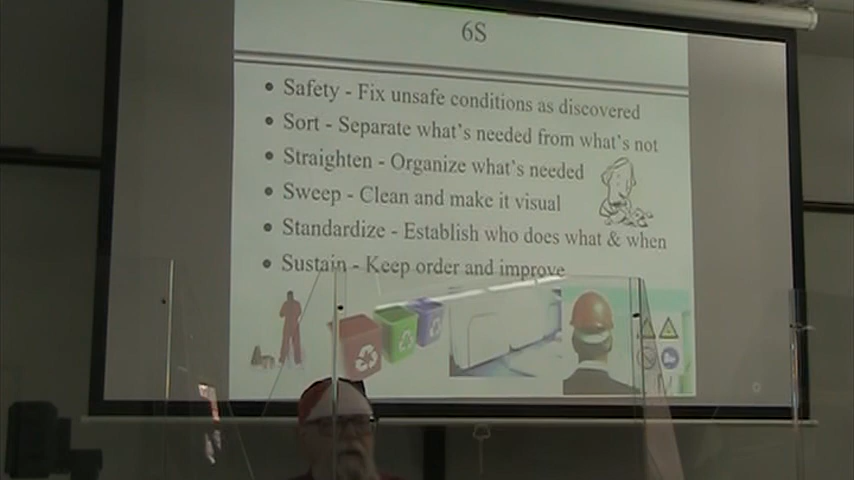 6S
Safety - Fix unsafe conditions as discovered
Sort - Separate what's needed from what's not
Straighten - Organize what's needed
Sweep - Clean and make it visual
Standardize - Establish who does what & when
Sustain - Keep order and improve